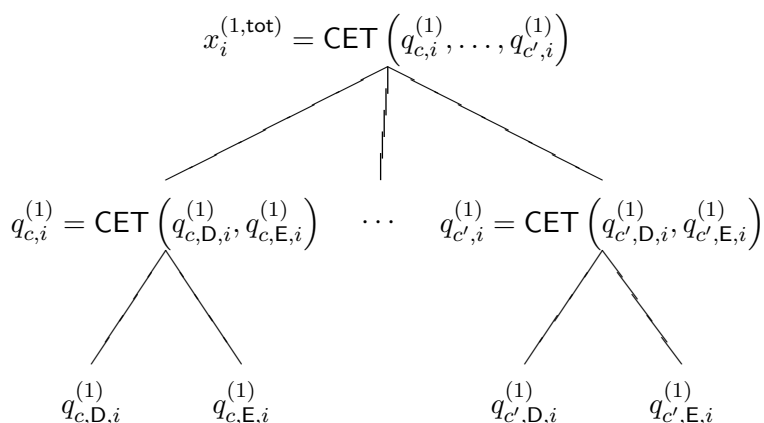 x_i^{(1,tot)} = CET(q_{c,i}^{(1)}, ..., q_{c',i}^{(1)})
q_{c,i}^{(1)} = CET(q_{c,D,i}^{(1)}, q_{c,E,i}^{(1)}) ⋯ q_{c',i}^{(1)} = CET(q_{c',D,i}^{(1)}, q_{c',E,i}^{(1)})
q_{c,D,i}^{(1)} q_{c,E,i}^{(1)} q_{c',D,i}^{(1)} q_{c',E,i}^{(1)}